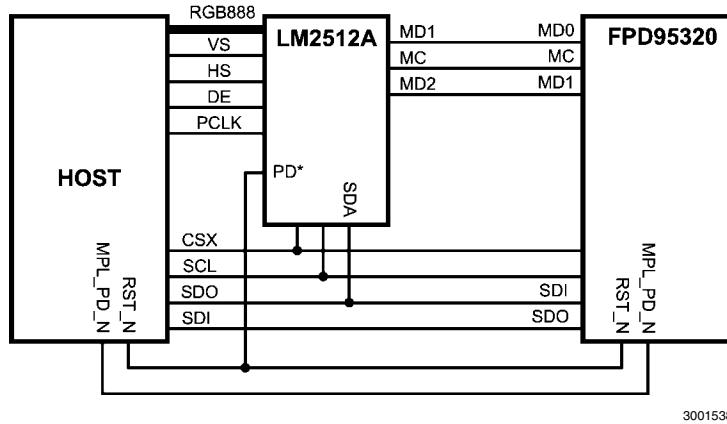 RGB888
LM2512A
FPD95320
VS
HS
DE
PCLK
MD1
MC
MD2
MD0
MC
MD1
HOST
PD*
SDA
CSX
SCL
SDO
SDI
SDI
SDO
MPL_PD_N
RST_N
RST_N
MPL_PD_N